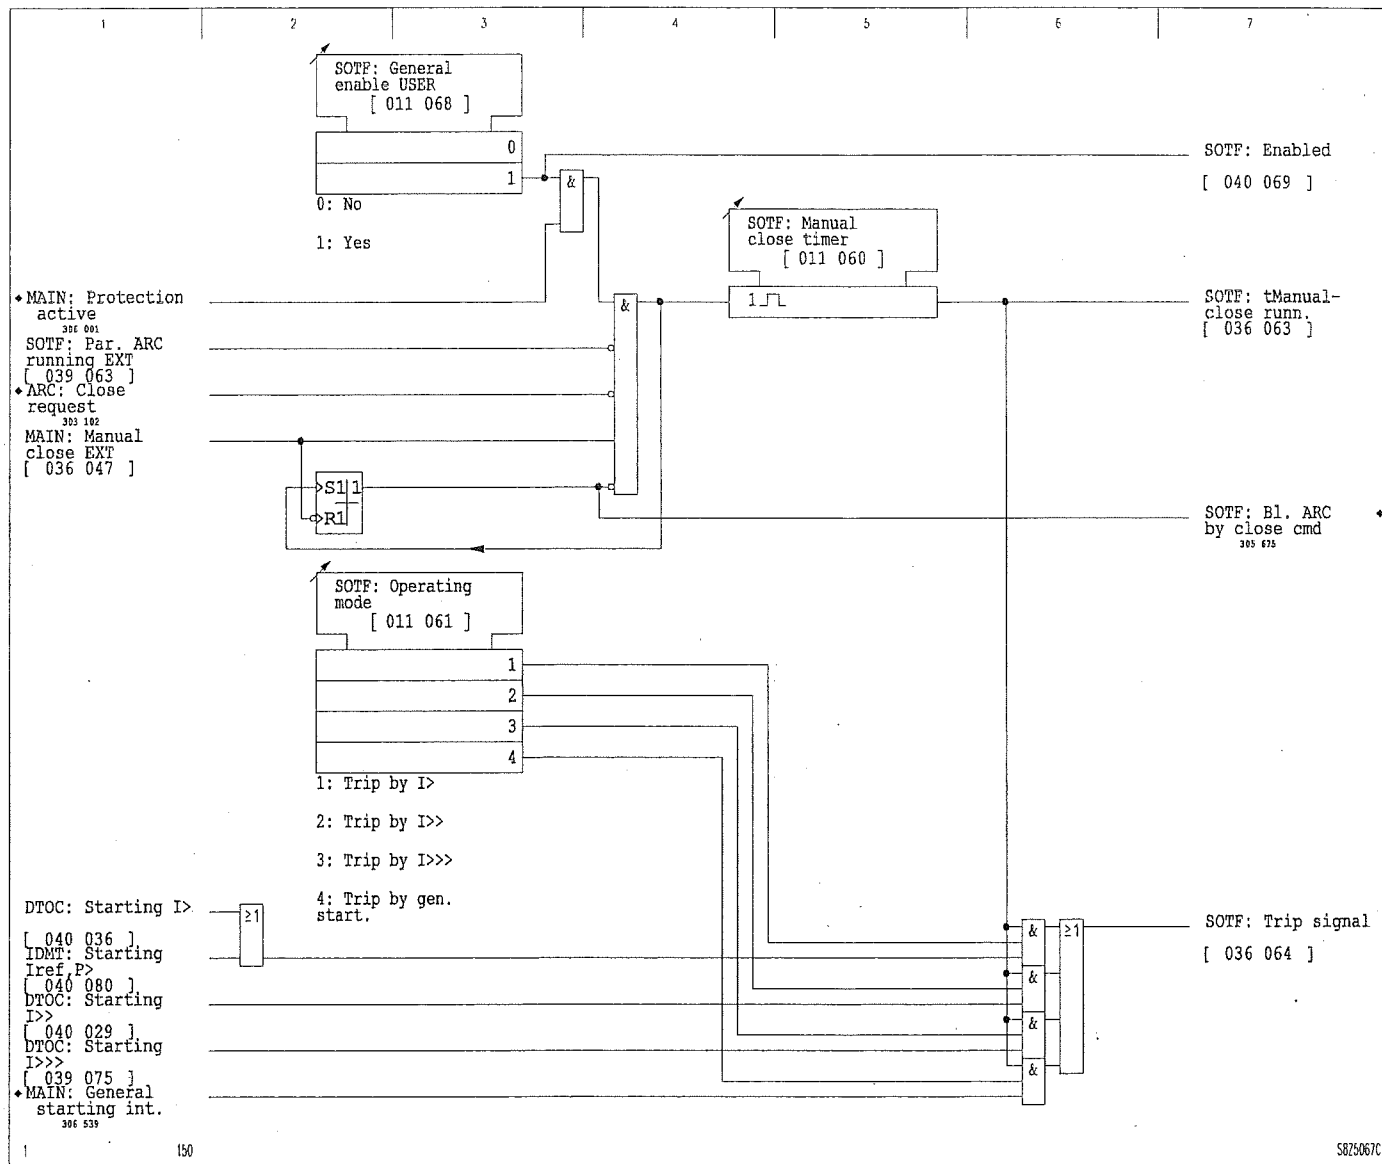 1 2 3 4 5 6 7
SOTF: General
enable USER
[ 011 068 ]
0
1
0: No
1: Yes
&
SOTF: Enabled
[ 040 069 ]
SOTF: Manual
close timer
[ 011 060 ]
1
MAIN: Protection
active
306 001
SOTF: Par. ARC
running EXT
[ 039 063 ]
ARC: Close
request
303 102
MAIN: Manual
close EXT
[ 036 047 ]
&
SOTF: tManual-
close runn.
[ 036 063 ]
S1 1
R1
SOTF: Bl. ARC
by close cmd
305 675
SOTF: Operating
mode
[ 011 061 ]
1
2
3
4
1: Trip by I>
2: Trip by I>>
3: Trip by I>>>
4: Trip by gen.
start.
DTOC: Starting I>
[ 040 036 ]
IDMT: Starting
Iref,P>
[ 040 080 ]
DTOC: Starting
I>>
[ 040 029 ]
DTOC: Starting
I>>>
[ 039 075 ]
MAIN: General
starting int.
306 539
≥1
&
&
&
&
≥1
SOTF: Trip signal
[ 036 064 ]
1 150 S8Z5067C